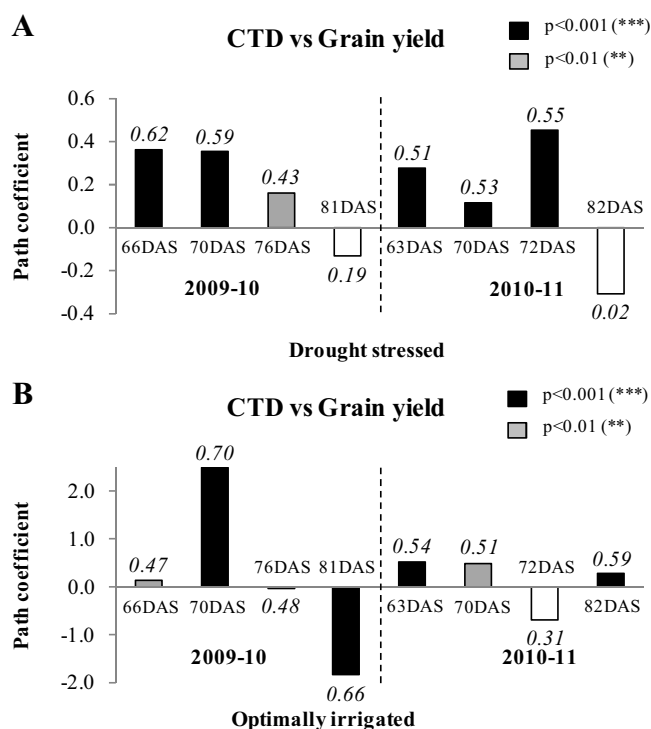 A
CTD vs Grain yield
p<0.001 (***)
p<0.01 (**)
Path coefficient
0.6
0.4
0.2
0.0
-0.2
-0.4
0.62 0.59 0.43 81DAS 0.51 0.53 0.55 82DAS
66DAS 70DAS 76DAS 0.19 63DAS 70DAS 72DAS 0.02
2009-10 2010-11
Drought stressed
B
CTD vs Grain yield
p<0.001 (***)
p<0.01 (**)
Path coefficient
2.0
1.0
0.0
-1.0
-2.0
0.47 0.70 76DAS 81DAS 0.54 0.51 72DAS 0.59
66DAS 70DAS 0.48 0.66 63DAS 70DAS 0.31 82DAS
2009-10 2010-11
Optimally irrigated